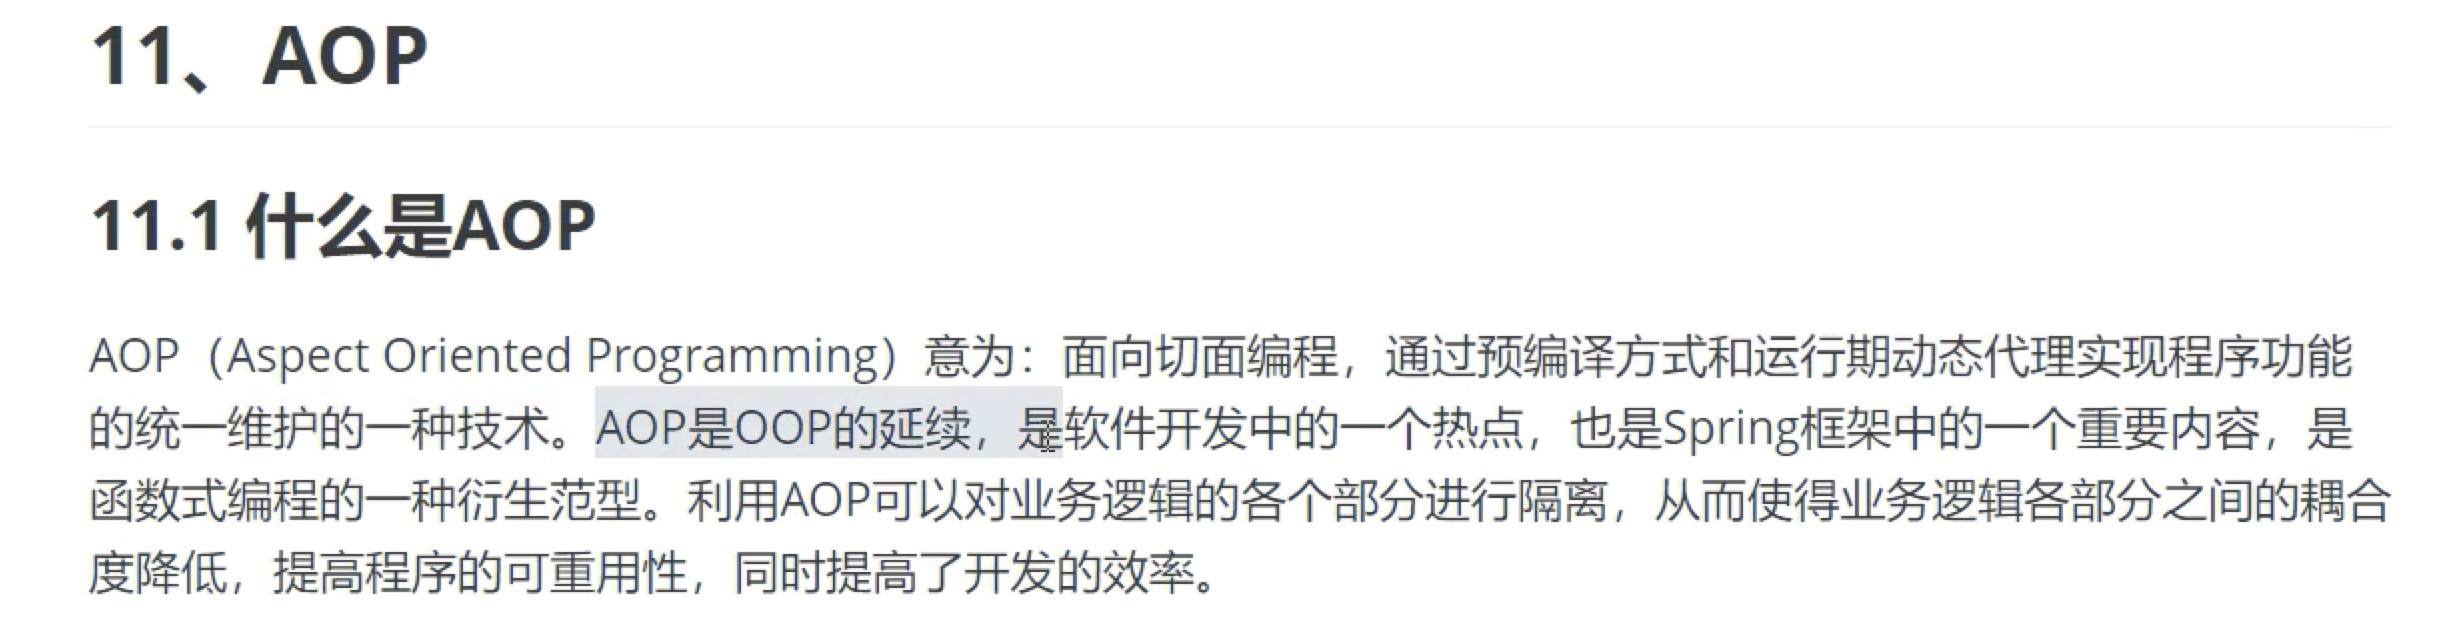 11、AOP
11.1 什么是AOP
AOP（Aspect Oriented Programming）意为：面向切面编程，通过预编译方式和运行期动态代理实现程序功能
的统一维护的一种技术。AOP是OOP的延续，是软件开发中的一个热点，也是Spring框架中的一个重要内容，是
函数式编程的一种衍生范型。利用AOP可以对业务逻辑的各个部分进行隔离，从而使得业务逻辑各部分之间的耦合
度降低，提高程序的可重用性，同时提高了开发的效率。